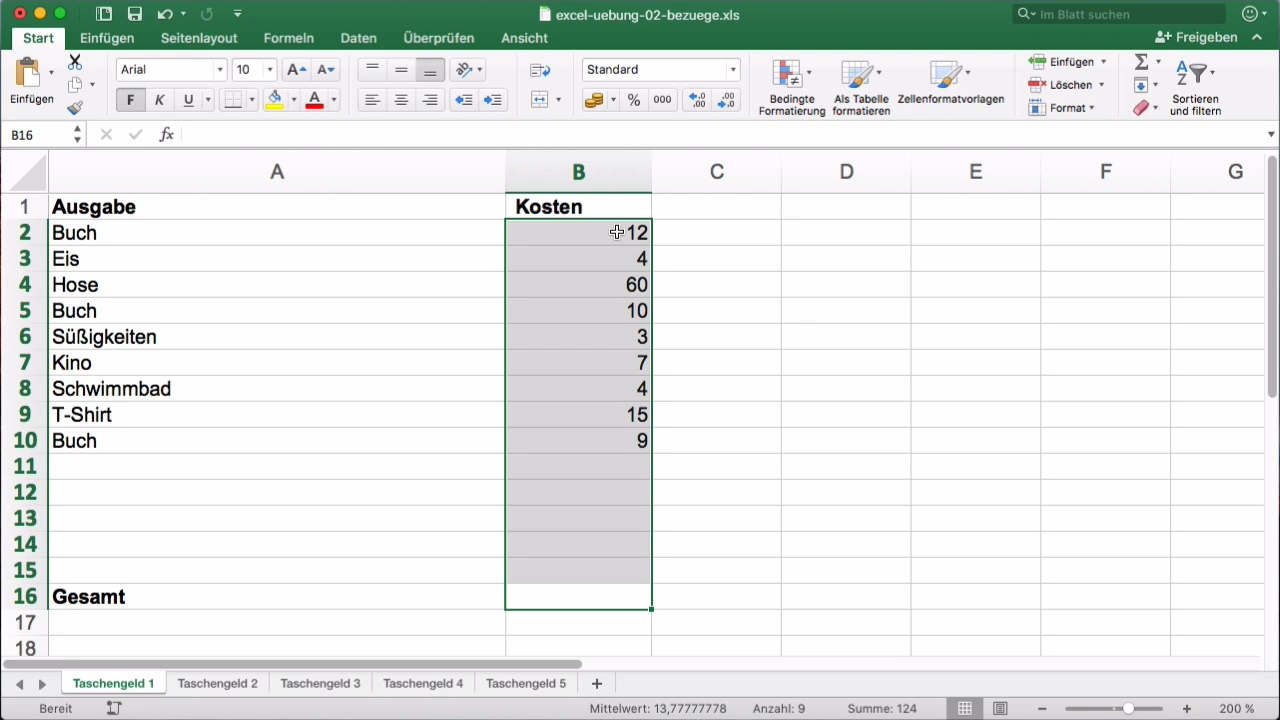 excel-uebung-02-bezuege.xls
Im Blatt suchen
Start Einfügen Seitenlayout Formeln Daten Überprüfen Ansicht
Freigeben
Einfügen
Arial 10
F K U
Standard
% 000
Bedingte Formatierung
Als Tabelle formatieren
Zellenformatvorlagen
Einfügen
Löschen
Format
Sortieren und filtern
B16 fx
A B C D E F G
1 Ausgabe Kosten
2 Buch 12
3 Eis 4
4 Hose 60
5 Buch 10
6 Süßigkeiten 3
7 Kino 7
8 Schwimmbad 4
9 T-Shirt 15
10 Buch 9
11
12
13
14
15
16 Gesamt
17
18
Taschengeld 1 Taschengeld 2 Taschengeld 3 Taschengeld 4 Taschengeld 5 +
Bereit Mittelwert: 13,77777778 Anzahl: 9 Summe: 124 200 %